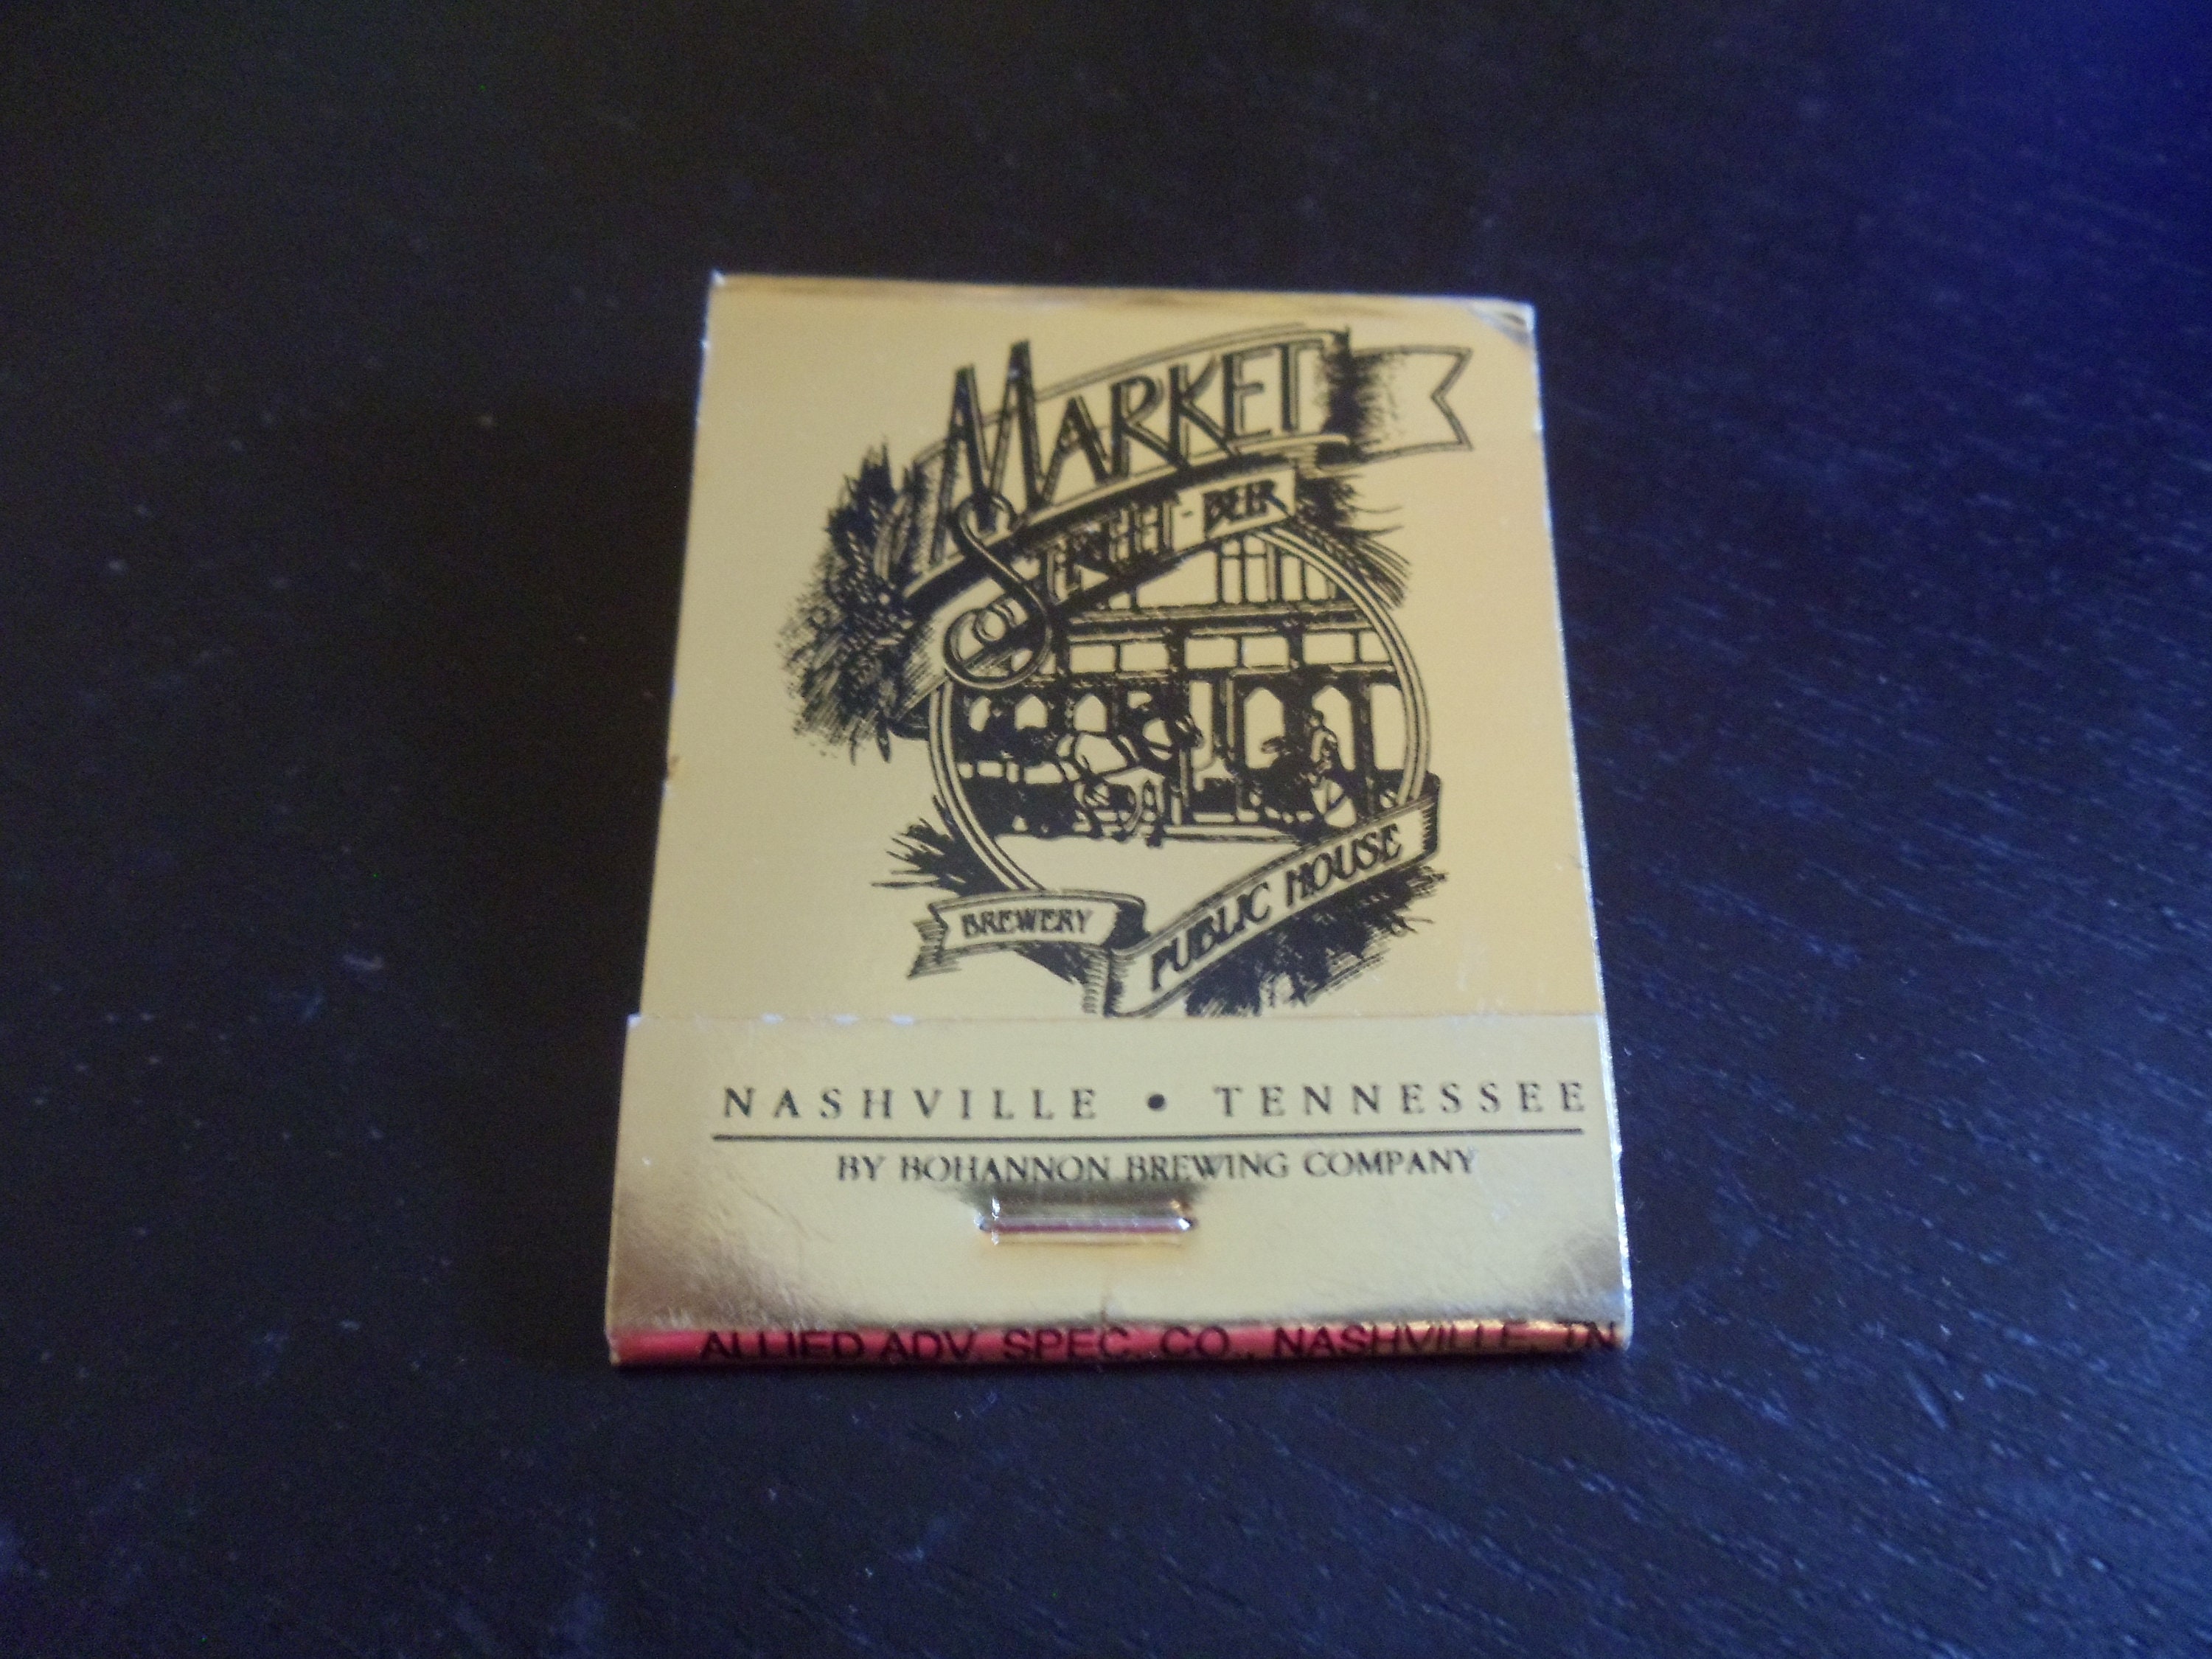 MARKET
STREET - BEER
BREWERY
PUBLIC HOUSE
NASHVILLE • TENNESSEE
BY BOHANNON BREWING COMPANY
ALLIED ADV. SPEC. CO., NASHVILLE, TN